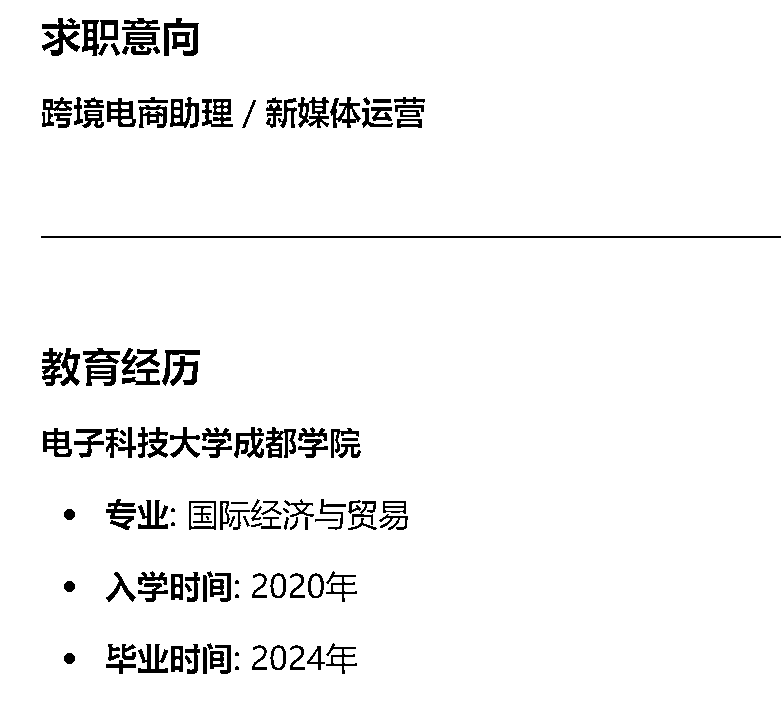 求职意向
跨境电商助理 / 新媒体运营
教育经历
电子科技大学成都学院
• 专业: 国际经济与贸易
• 入学时间: 2020年
• 毕业时间: 2024年